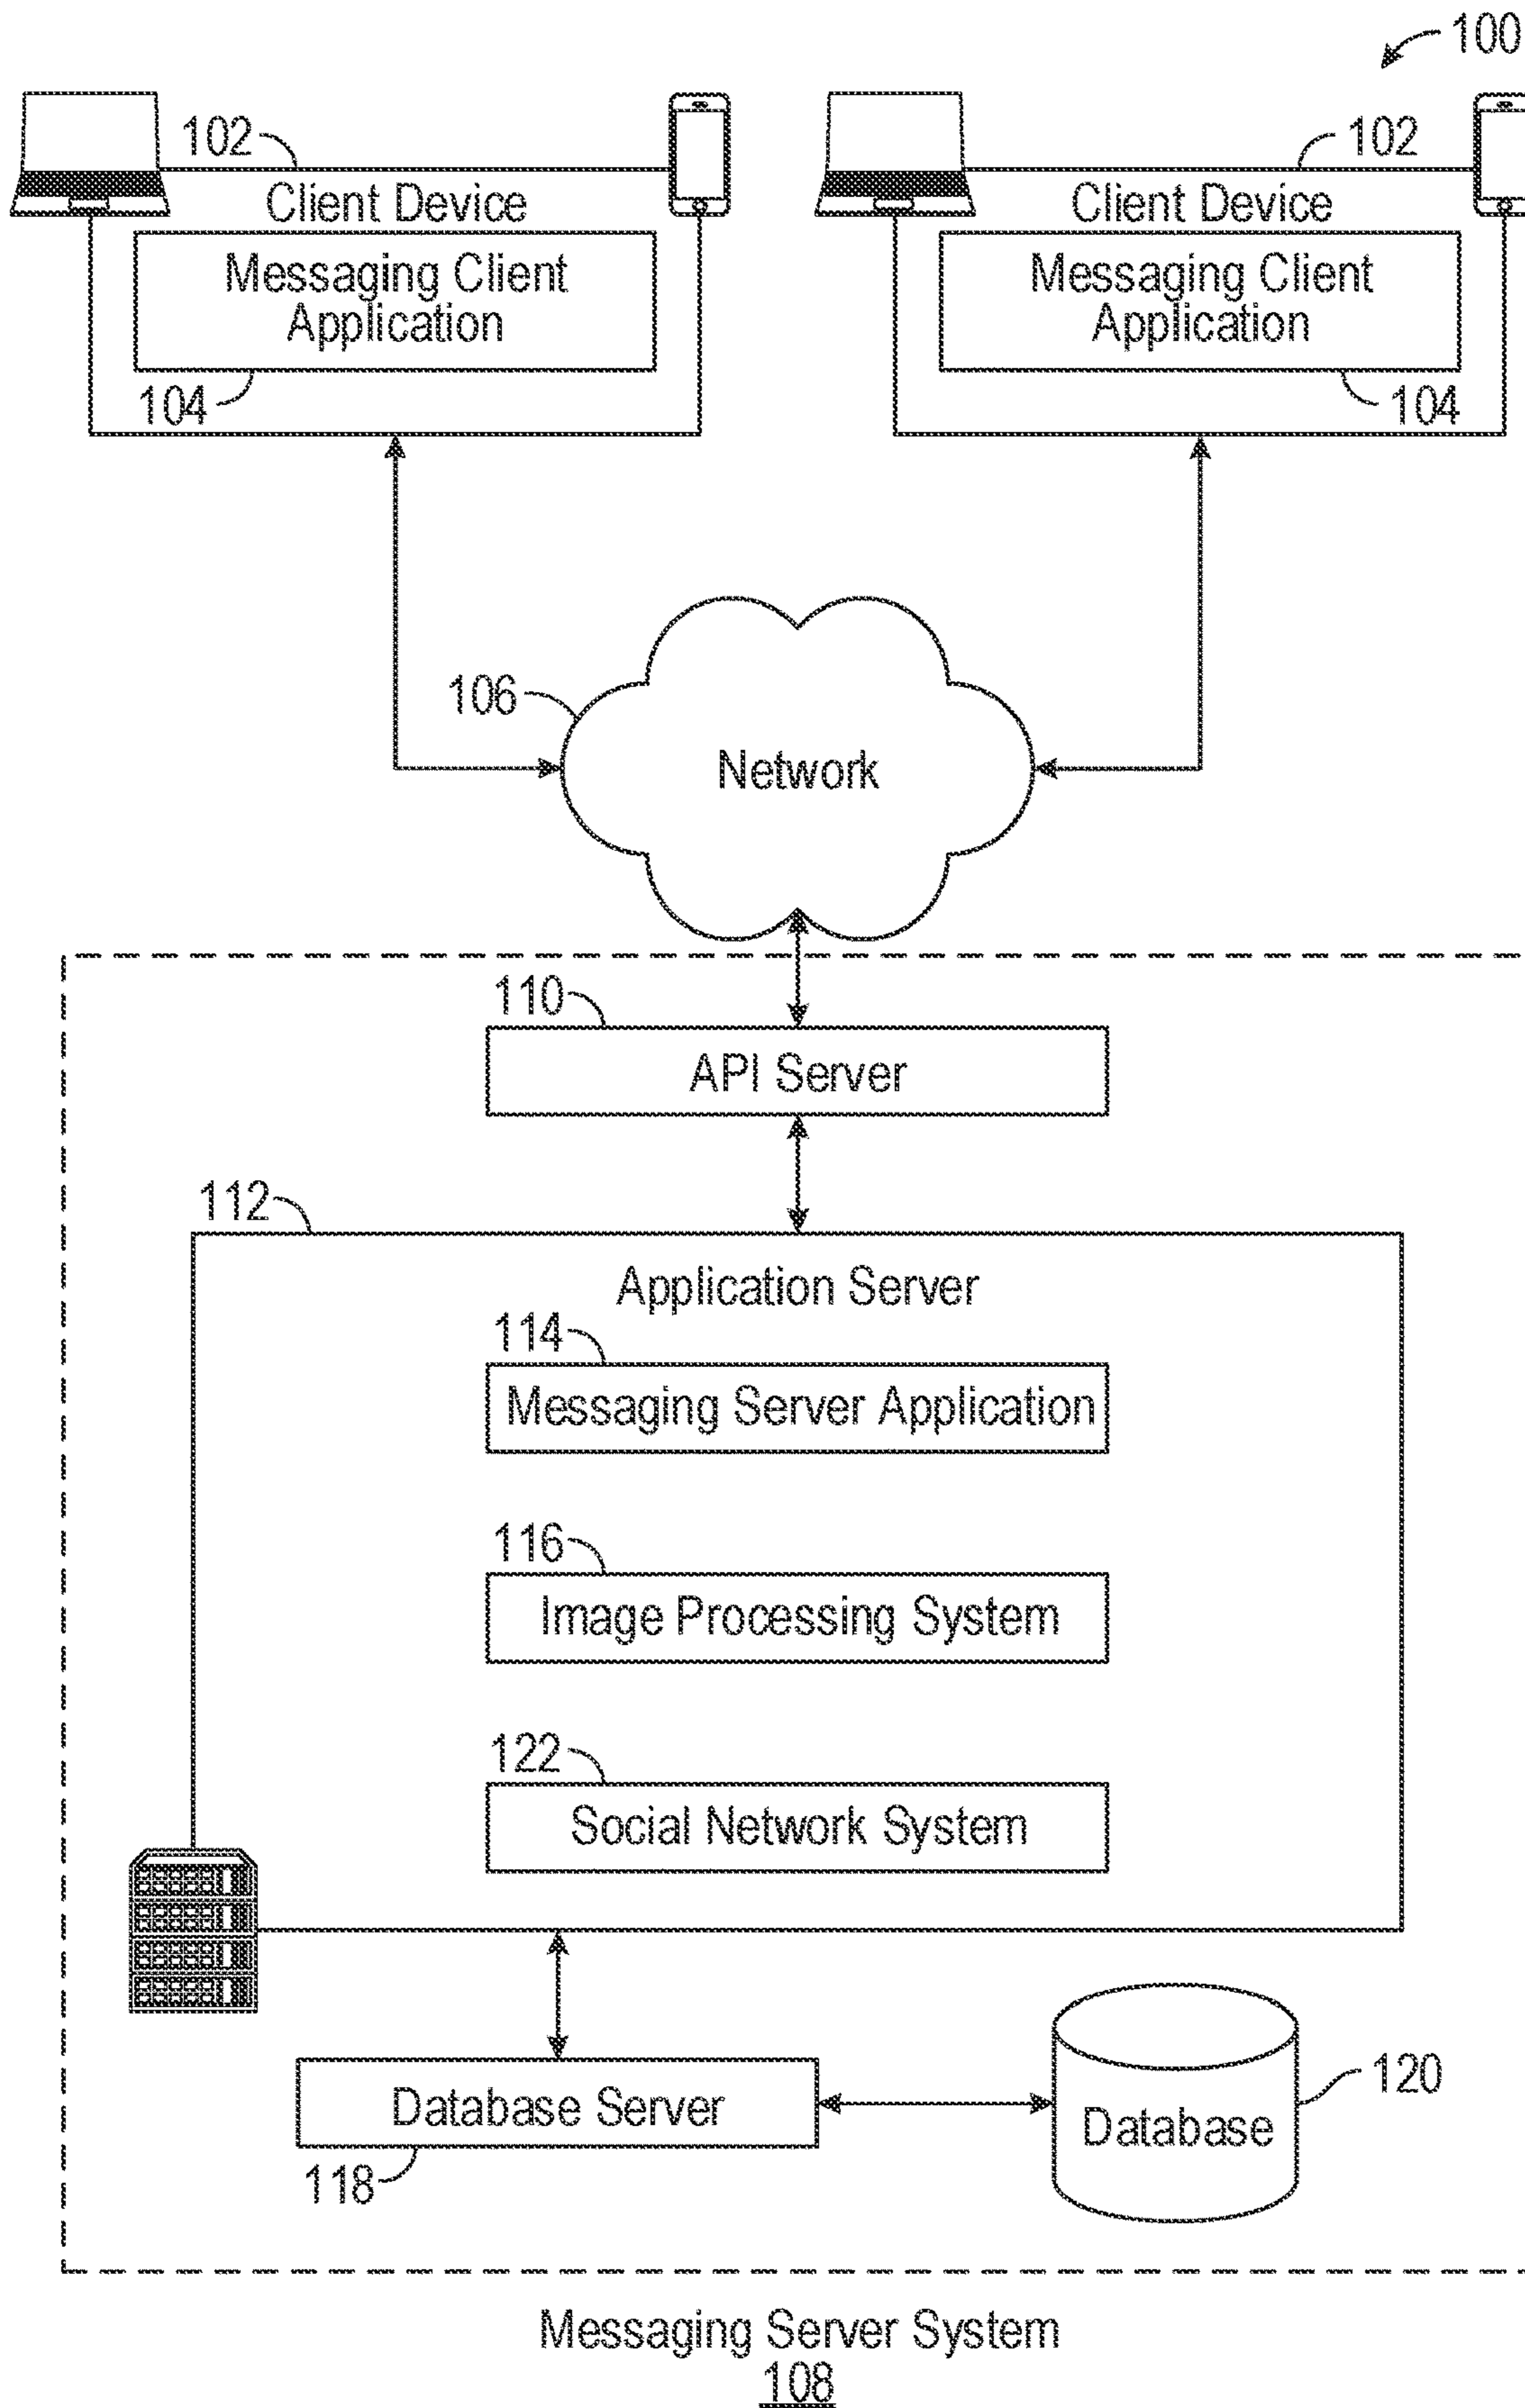 100
102
102
Client Device
Client Device
Messaging Client
Application
Messaging Client
Application
104
104
106
Network
110
API Server
112
Application Server
114
Messaging Server Application
116
Image Processing System
122
Social Network System
Database Server
118
Database
120
Messaging Server System
108